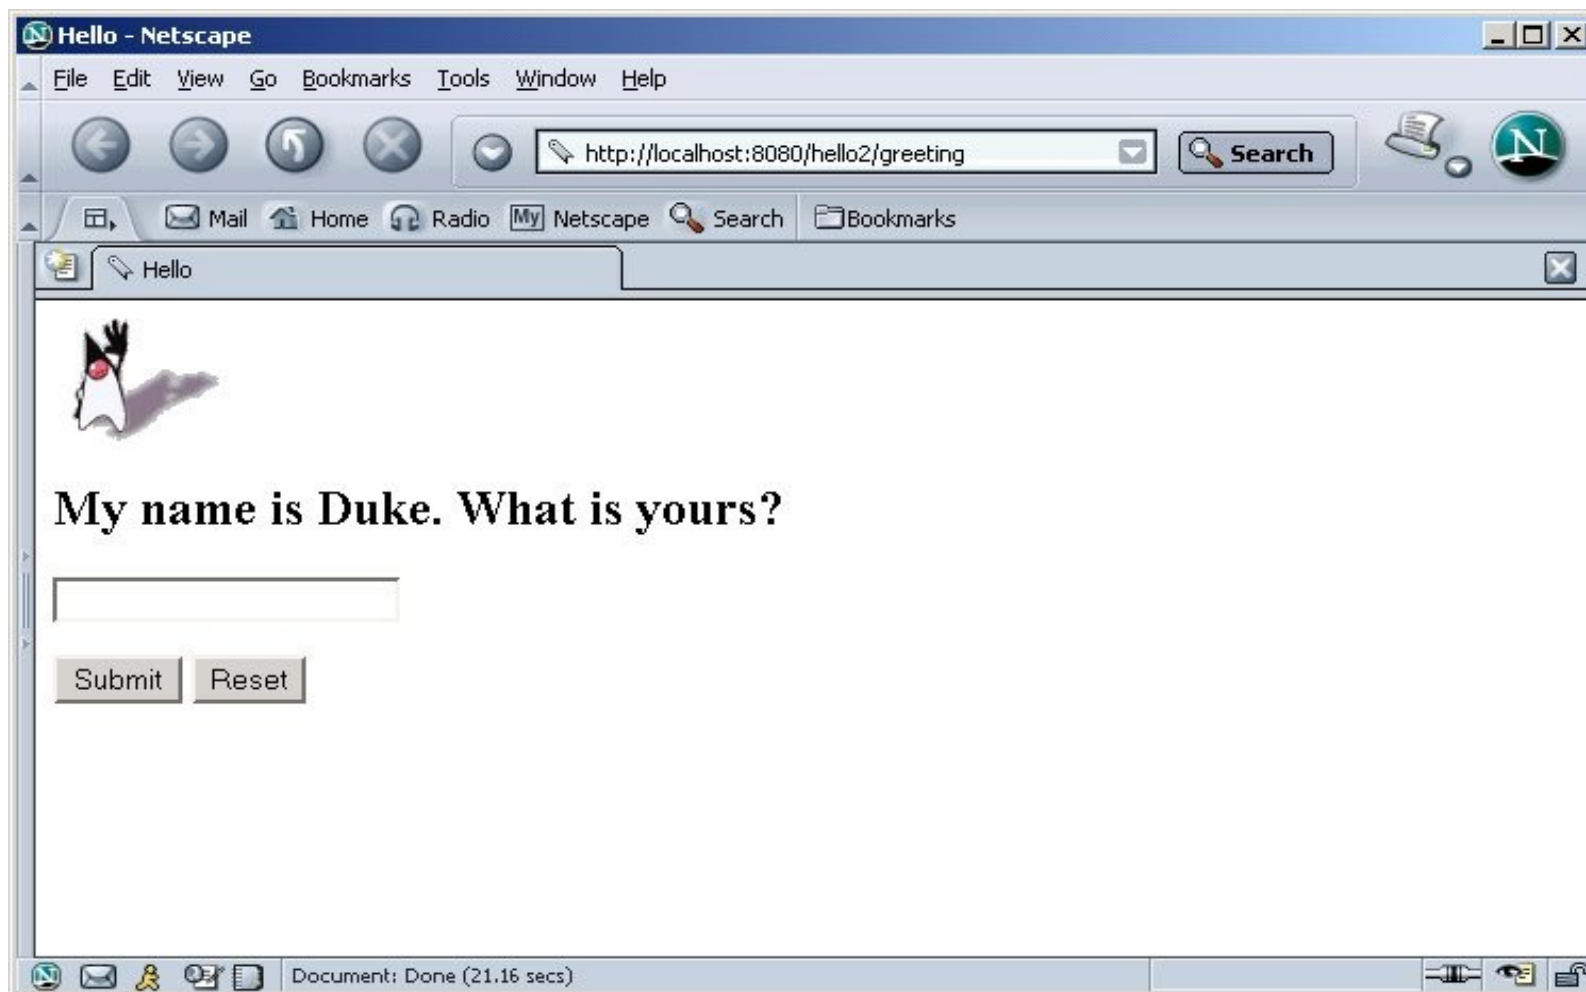 Hello - Netscape
File Edit View Go Bookmarks Tools Window Help
http://localhost:8080/hello2/greeting Search N
Mail Home Radio My Netscape Search Bookmarks
Hello
My name is Duke. What is yours?
Submit Reset
Document: Done (21.16 secs)